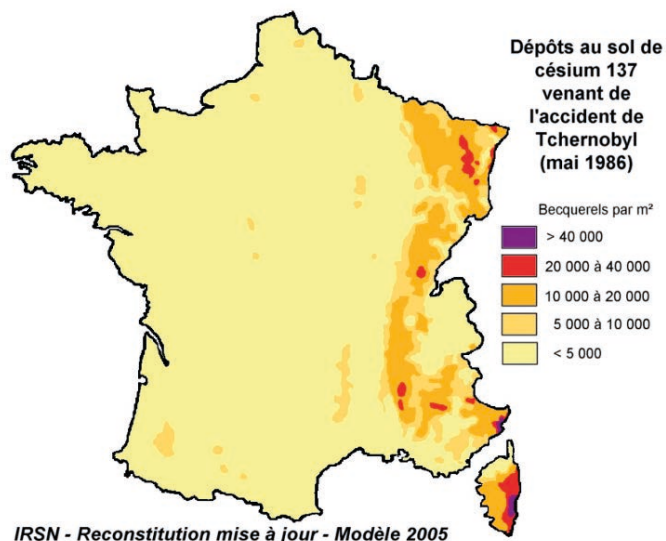 Dépôts au sol de
césium 137
venant de
l'accident de
Tchernobyl
(mai 1986)
Becquerels par m²
> 40 000
20 000 à 40 000
10 000 à 20 000
5 000 à 10 000
< 5 000
IRSN - Reconstitution mise à jour - Modèle 2005